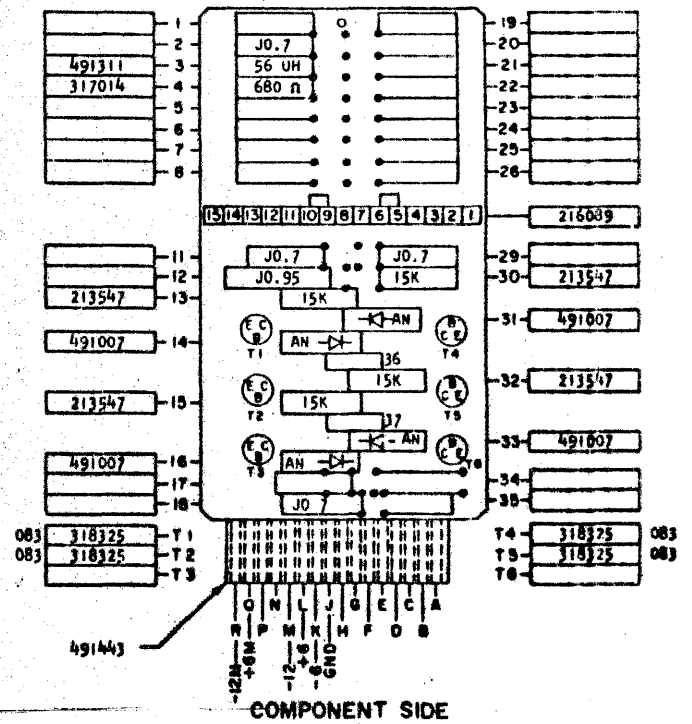 1 19
2 J0.7 20
491311 3 56 UH 21
317014 4 680 Ω 22
5 23
6 24
7 25
8 26
15 14 13 12 11 10 9 8 7 6 5 4 3 2 1 216089
11 J0.7 J0.7 29
12 J0.95 15K 30 213547
213547 13 15K
AN 31 491007
E C B B C E
T1 T4
491007 14 AN
36
15K 32 213547
E C B B C E
213547 15 15K
T2 T5
37
AN 33 491007
E C B B C E
491007 16 AN
T3 T6
17 34
18 J0.7 35
083 318325 T1 T4 318325 083
083 318325 T2 T5 318325 083
T3 T6
Q N L J G E C A
R P M K H F D B
491443
-12M +6M -12 +6 -6 GND
COMPONENT SIDE